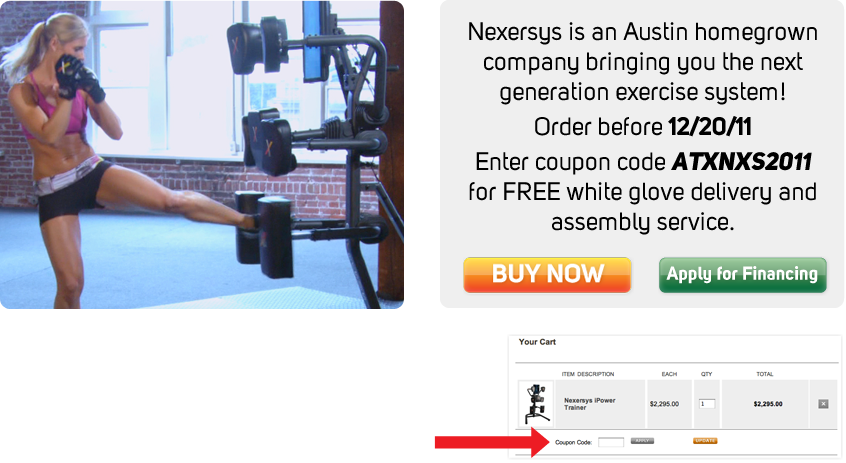 Nexersys is an Austin homegrown
company bringing you the next
generation exercise system!
Order before 12/20/11
Enter coupon code ATXNXS2011
for FREE white glove delivery and
assembly service.
BUY NOW Apply for Financing
Your Cart
ITEM DESCRIPTION EACH QTY TOTAL
Nexersys iPower
Trainer
$2,295.00 1 $2,295.00 X
Coupon Code: APPLY UPDATE